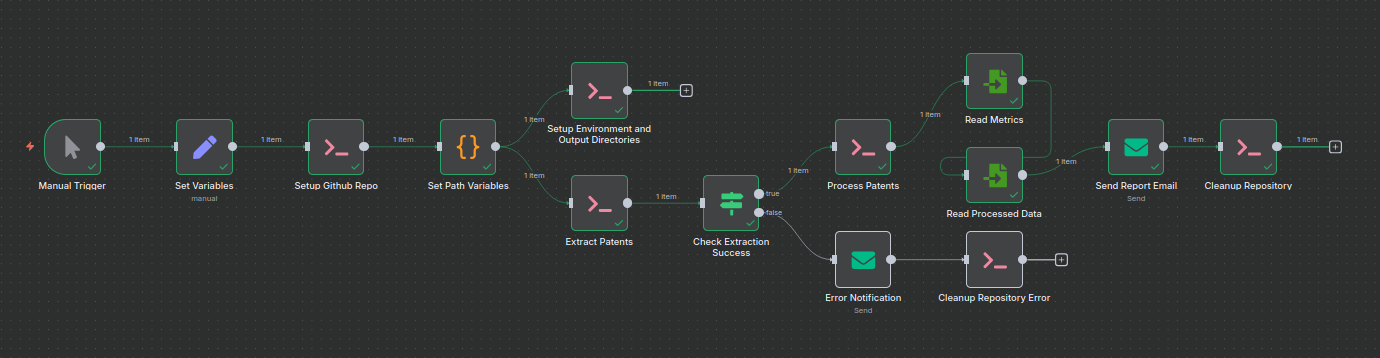 1 item
Manual Trigger
1 item
Set Variables
manual
1 item
Setup Github Repo
Set Path Variables
1 item
1 item
Setup Environment and
Output Directories
1 item
1 item
Extract Patents
true
false
Check Extraction
Success
1 item
Process Patents
1 item
Read Metrics
Read Processed Data
1 item
Send Report Email
Send
1 item
Cleanup Repository
1 item
Error Notification
Send
Cleanup Repository Error